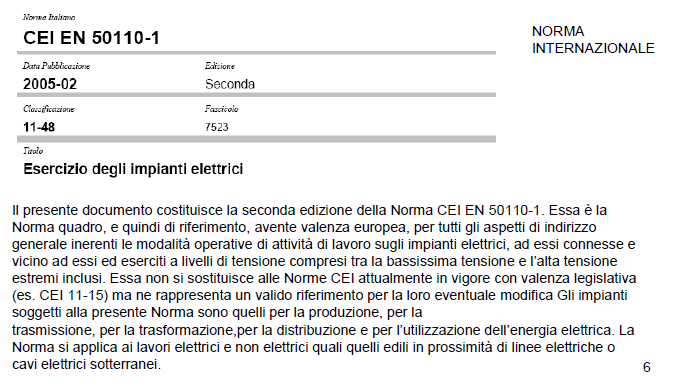 Norma Italiana
CEI EN 50110-1
NORMA
INTERNAZIONALE
Data Pubblicazione Edizione
2005-02 Seconda
Classificazione Fascicolo
11-48 7523
Titolo
Esercizio degli impianti elettrici
Il presente documento costituisce la seconda edizione della Norma CEI EN 50110-1. Essa è la
Norma quadro, e quindi di riferimento, avente valenza europea, per tutti gli aspetti di indirizzo
generale inerenti le modalità operative di attività di lavoro sugli impianti elettrici, ad essi connesse e
vicino ad essi ed eserciti a livelli di tensione compresi tra la bassissima tensione e l'alta tensione
estremi inclusi. Essa non si sostituisce alle Norme CEI attualmente in vigore con valenza legislativa
(es. CEI 11-15) ma ne rappresenta un valido riferimento per la loro eventuale modifica Gli impianti
soggetti alla presente Norma sono quelli per la produzione, per la
trasmissione, per la trasformazione,per la distribuzione e per l'utilizzazione dell'energia elettrica. La
Norma si applica ai lavori elettrici e non elettrici quali quelli edili in prossimità di linee elettriche o
cavi elettrici sotterranei.
6